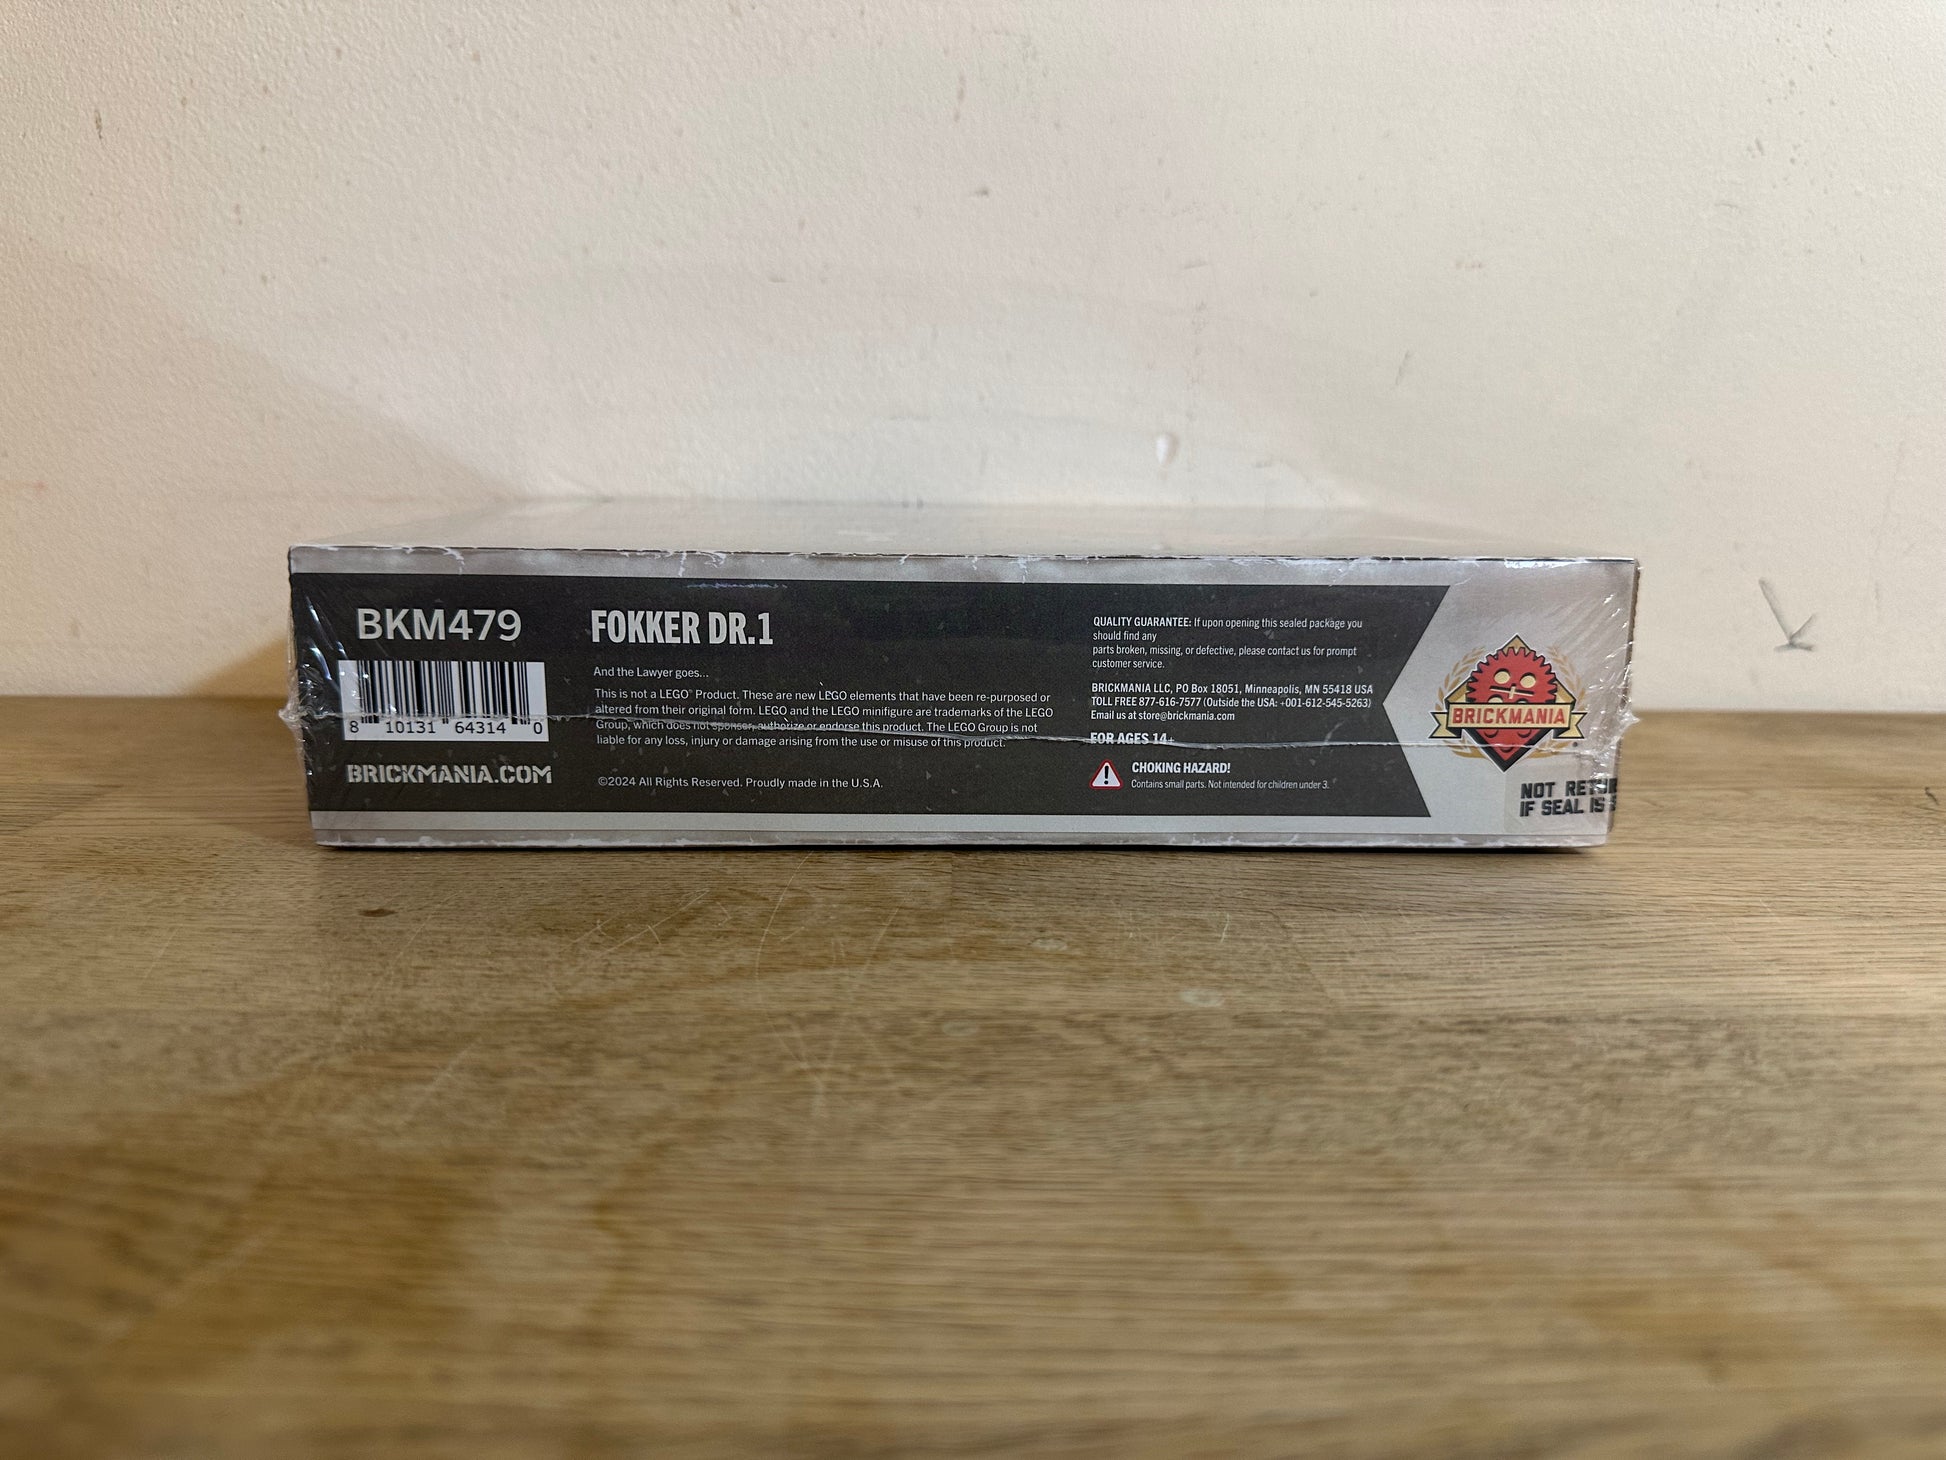 BKM479
8 10131 64314 0
BRICKMANIA.COM
FOKKER DR.1
And the Lawyer goes...
This is not a LEGO® Product. These are new LEGO elements that have been re-purposed or
altered from their original form. LEGO and the LEGO minifigure are trademarks of the LEGO
Group, which does not sponsor, authorize or endorse this product. The LEGO Group is not
liable for any loss, injury or damage arising from the use or misuse of this product.
©2024 All Rights Reserved. Proudly made in the U.S.A.
QUALITY GUARANTEE: If upon opening this sealed package you
should find any
parts broken, missing, or defective, please contact us for prompt
customer service.
BRICKMANIA LLC, PO Box 18051, Minneapolis, MN 55418 USA
TOLL FREE 877-616-7577 (Outside the USA: +001-612-545-5263)
Email us at store@brickmania.com
FOR AGES 14+
CHOKING HAZARD!
Contains small parts. Not intended for children under 3.
BRICKMANIA
NOT RETUR
IF SEAL IS